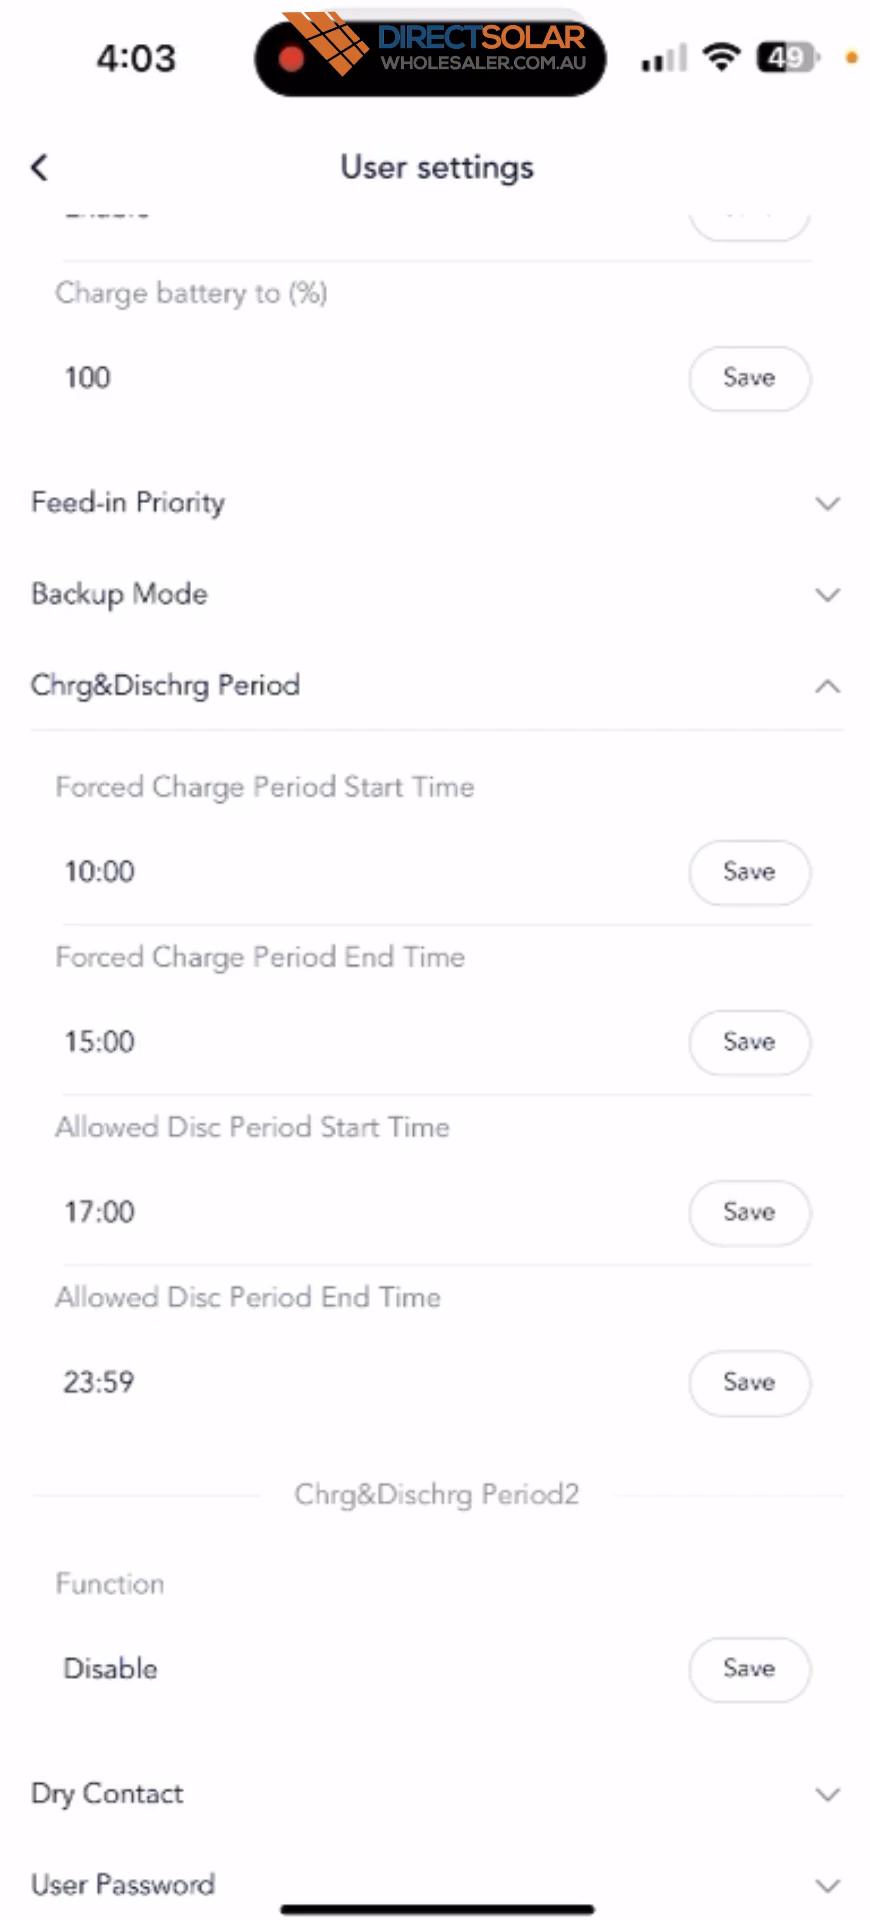 4:03
DIRECTSOLAR
WHOLESALER.COM.AU
49
User settings
Charge battery to (%)
100
Save
Feed-in Priority
Backup Mode
Chrg&Dischrg Period
Forced Charge Period Start Time
10:00
Save
Forced Charge Period End Time
15:00
Save
Allowed Disc Period Start Time
17:00
Save
Allowed Disc Period End Time
23:59
Save
Chrg&Dischrg Period2
Function
Disable
Save
Dry Contact
User Password